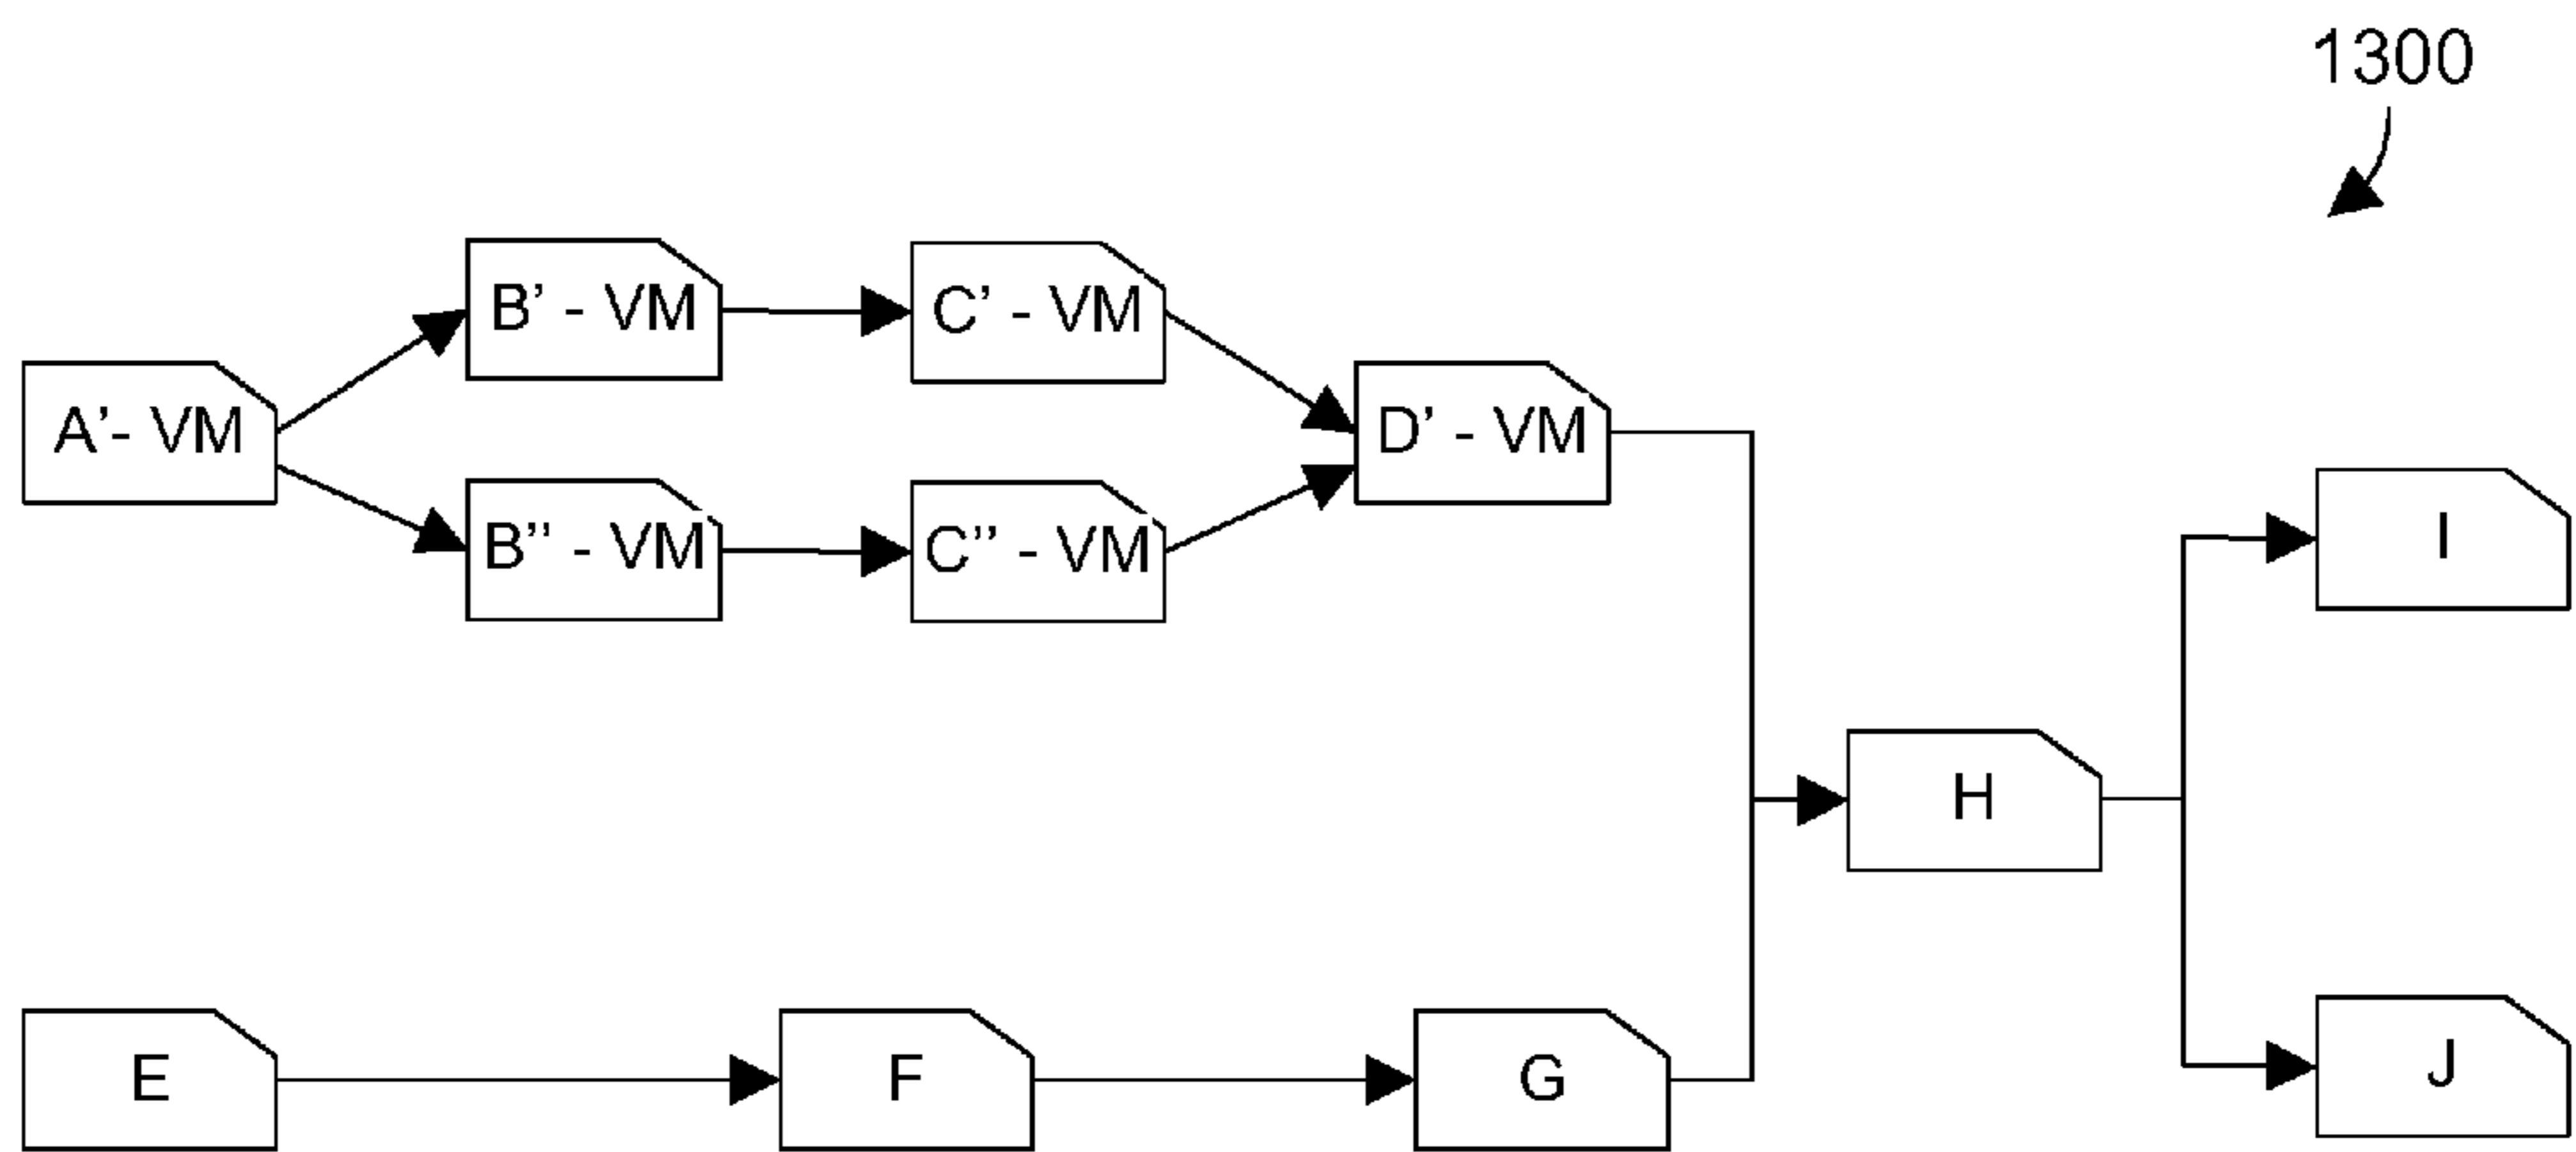 1300
B’ - VM
C’ - VM
A’- VM
D’ - VM
B’’ - VM
C’’ - VM
I
H
E
F
G
J